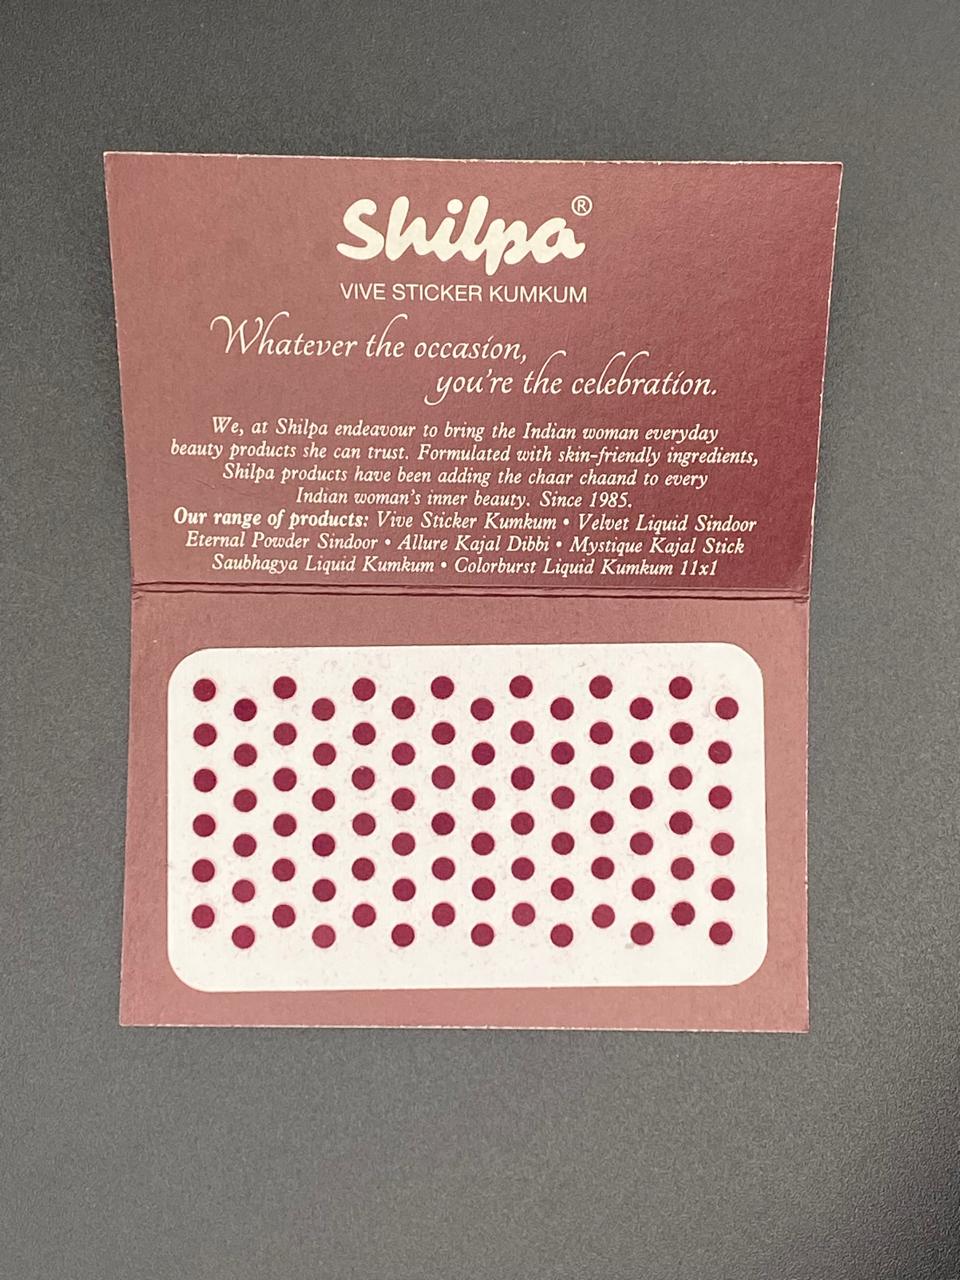 Shilpa®
VIVE STICKER KUMKUM
Whatever the occasion,
you're the celebration.
We, at Shilpa endeavour to bring the Indian woman everyday
beauty products she can trust. Formulated with skin-friendly ingredients,
Shilpa products have been adding the chaar chaand to every
Indian woman's inner beauty. Since 1985.
Our range of products: Vive Sticker Kumkum • Velvet Liquid Sindoor
Eternal Powder Sindoor • Allure Kajal Dibbi • Mystique Kajal Stick
Saubhagya Liquid Kumkum • Colorburst Liquid Kumkum 11x1